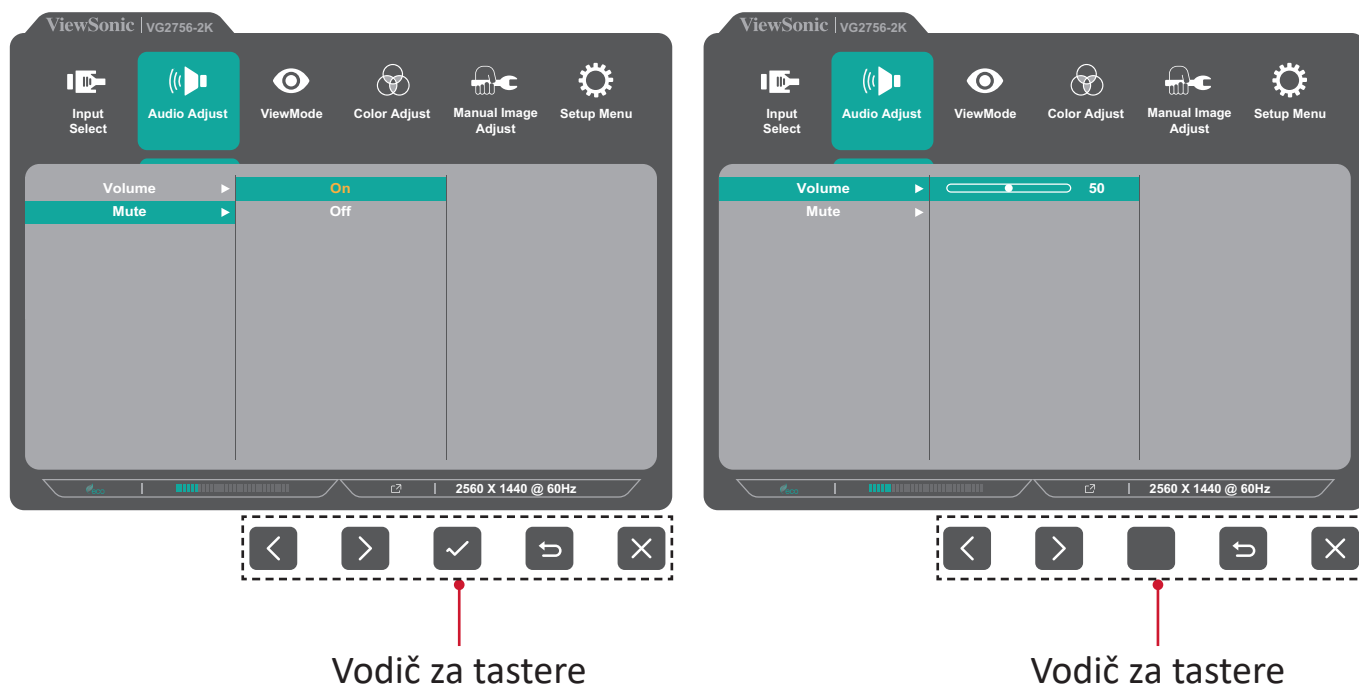 ViewSonic VG2756-2K
Input Select
Audio Adjust
ViewMode
Color Adjust
Manual Image Adjust
Setup Menu
Volume
On
Mute
Off
eco
2560 X 1440 @ 60Hz
Vodič za tastere
ViewSonic VG2756-2K
Input Select
Audio Adjust
ViewMode
Color Adjust
Manual Image Adjust
Setup Menu
Volume
50
Mute
eco
2560 X 1440 @ 60Hz
Vodič za tastere